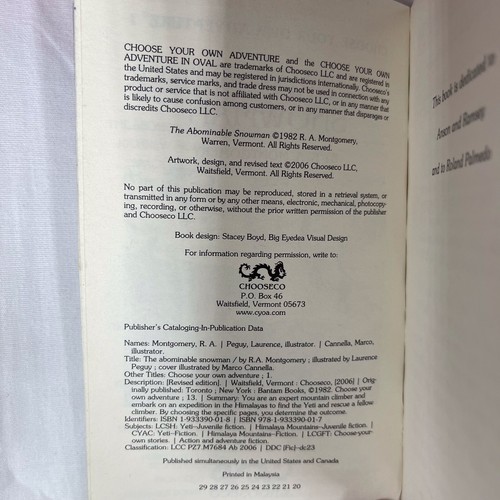 CHOOSE YOUR OWN ADVENTURE and the CHOOSE YOUR OWN
ADVENTURE IN OVAL are trademarks of Chooseco LLC and are registered in
the United States and may be registered in jurisdictions internationally. Chooseco's
trademarks, service marks, and trade dress may not be used in connection with any
product or service that is not affiliated with Chooseco LLC, or in any manner that
is likely to cause confusion among customers, or in any manner that disparages or
discredits Chooseco LLC.
The Abominable Snowman ©1982 R. A. Montgomery,
Warren, Vermont. All Rights Reserved.
Artwork, design, and revised text ©2006 Chooseco LLC,
Waitsfield, Vermont. All Rights Reserved.
No part of this publication may be reproduced, stored in a retrieval system, or
transmitted in any form or by any other means, electronic, mechanical, photocopy-
ing, recording, or otherwise, without the prior written permission of the publisher
and Chooseco LLC.
Book design: Stacey Boyd, Big Eyedea Visual Design
For information regarding permission, write to:
CHOOSECO
P.O. Box 46
Waitsfield, Vermont 05673
www.cyoa.com
Publisher's Cataloging-In-Publication Data
Names: Montgomery, R. A. | Peguy, Laurence, illustrator. | Cannella, Marco,
illustrator.
Title: The abominable snowman / by R.A. Montgomery ; illustrated by Laurence
Peguy ; cover illustrated by Marco Cannella.
Other Titles: Choose your own adventure ; 1.
Description: [Revised edition]. | Waitsfield, Vermont : Chooseco, [2006] | Orig-
inally published: Toronto ; New York : Bantam Books, ©1982. Choose your
own adventure ; 13. | Summary: You are an expert mountain climber and
embark on an expedition in the Himalayas to find the Yeti and rescue a fellow
climber. By choosing the specific pages, you determine the outcome.
Identifiers: ISBN 1-933390-01-8 | ISBN 978-1-933390-01-7
Subjects: LCSH: Yeti--Juvenile fiction. | Himalaya Mountains--Juvenile fiction. |
CYAC: Yeti--Fiction. | Himalaya Mountains--Fiction. | LCGFT: Choose-your-
own stories. | Action and adventure fiction.
Classification: LCC PZ7.M7684 Ab 2006 | DDC [Fic]--dc23
Published simultaneously in the United States and Canada
Printed in Malaysia
29 28 27 26 25 24 23 22 21 20
This book is dedicated to
Anson and Ramsey
and to Roland Palmedo